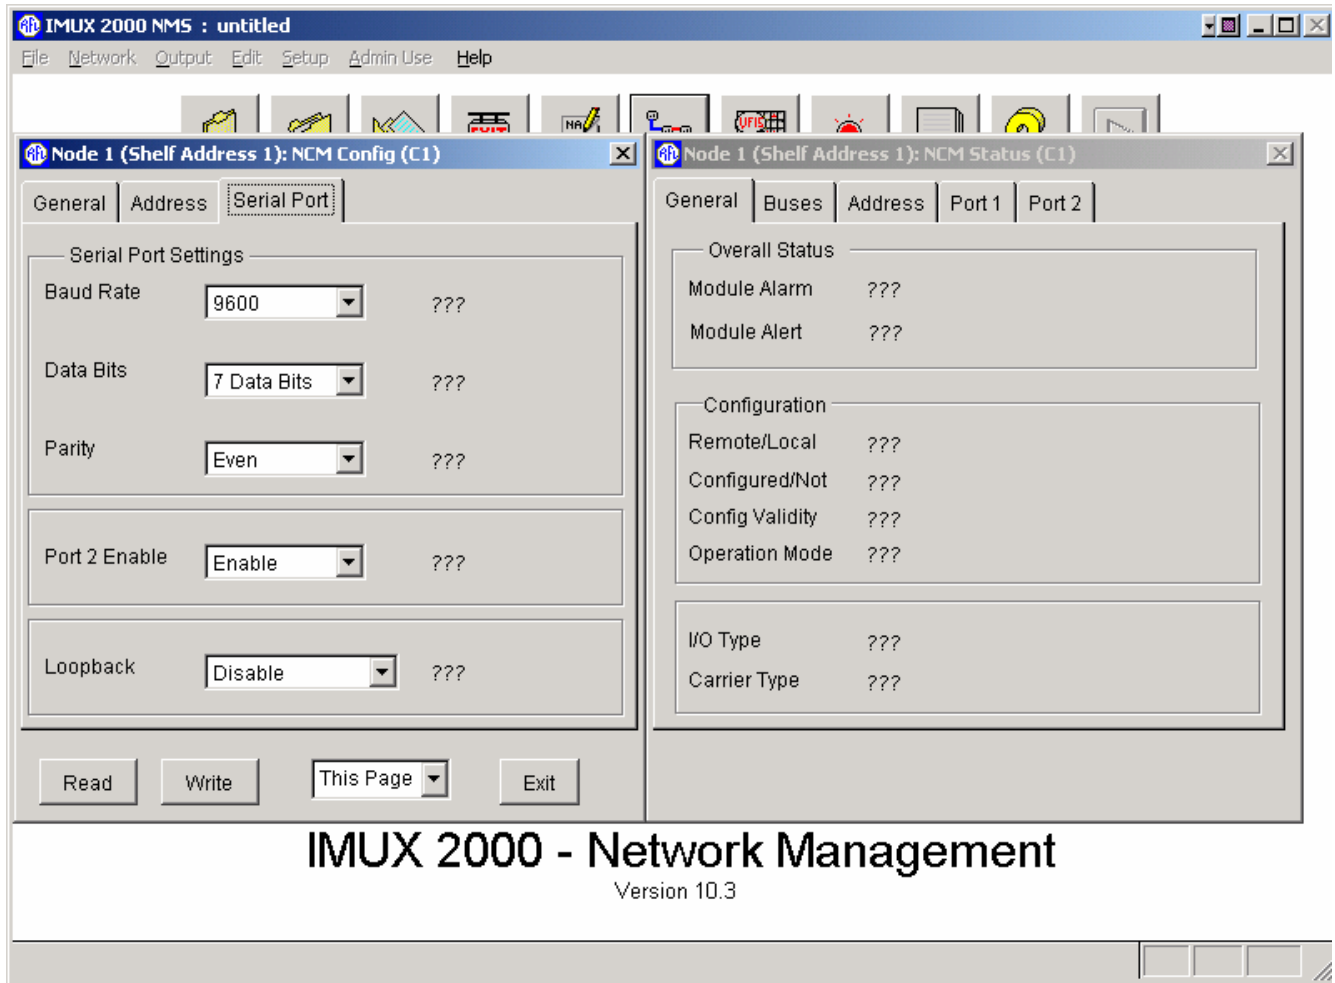 IMUX 2000 NMS : untitled
File Network Output Edit Setup Admin Use Help
EXIT NA VFIS
Node 1 (Shelf Address 1): NCM Config (C1)
General Address Serial Port
Serial Port Settings
Baud Rate 9600 ???
Data Bits 7 Data Bits ???
Parity Even ???
Port 2 Enable Enable ???
Loopback Disable ???
Read Write This Page Exit
Node 1 (Shelf Address 1): NCM Status (C1)
General Buses Address Port 1 Port 2
Overall Status
Module Alarm ???
Module Alert ???
Configuration
Remote/Local ???
Configured/Not ???
Config Validity ???
Operation Mode ???
I/O Type ???
Carrier Type ???
IMUX 2000 - Network Management
Version 10.3